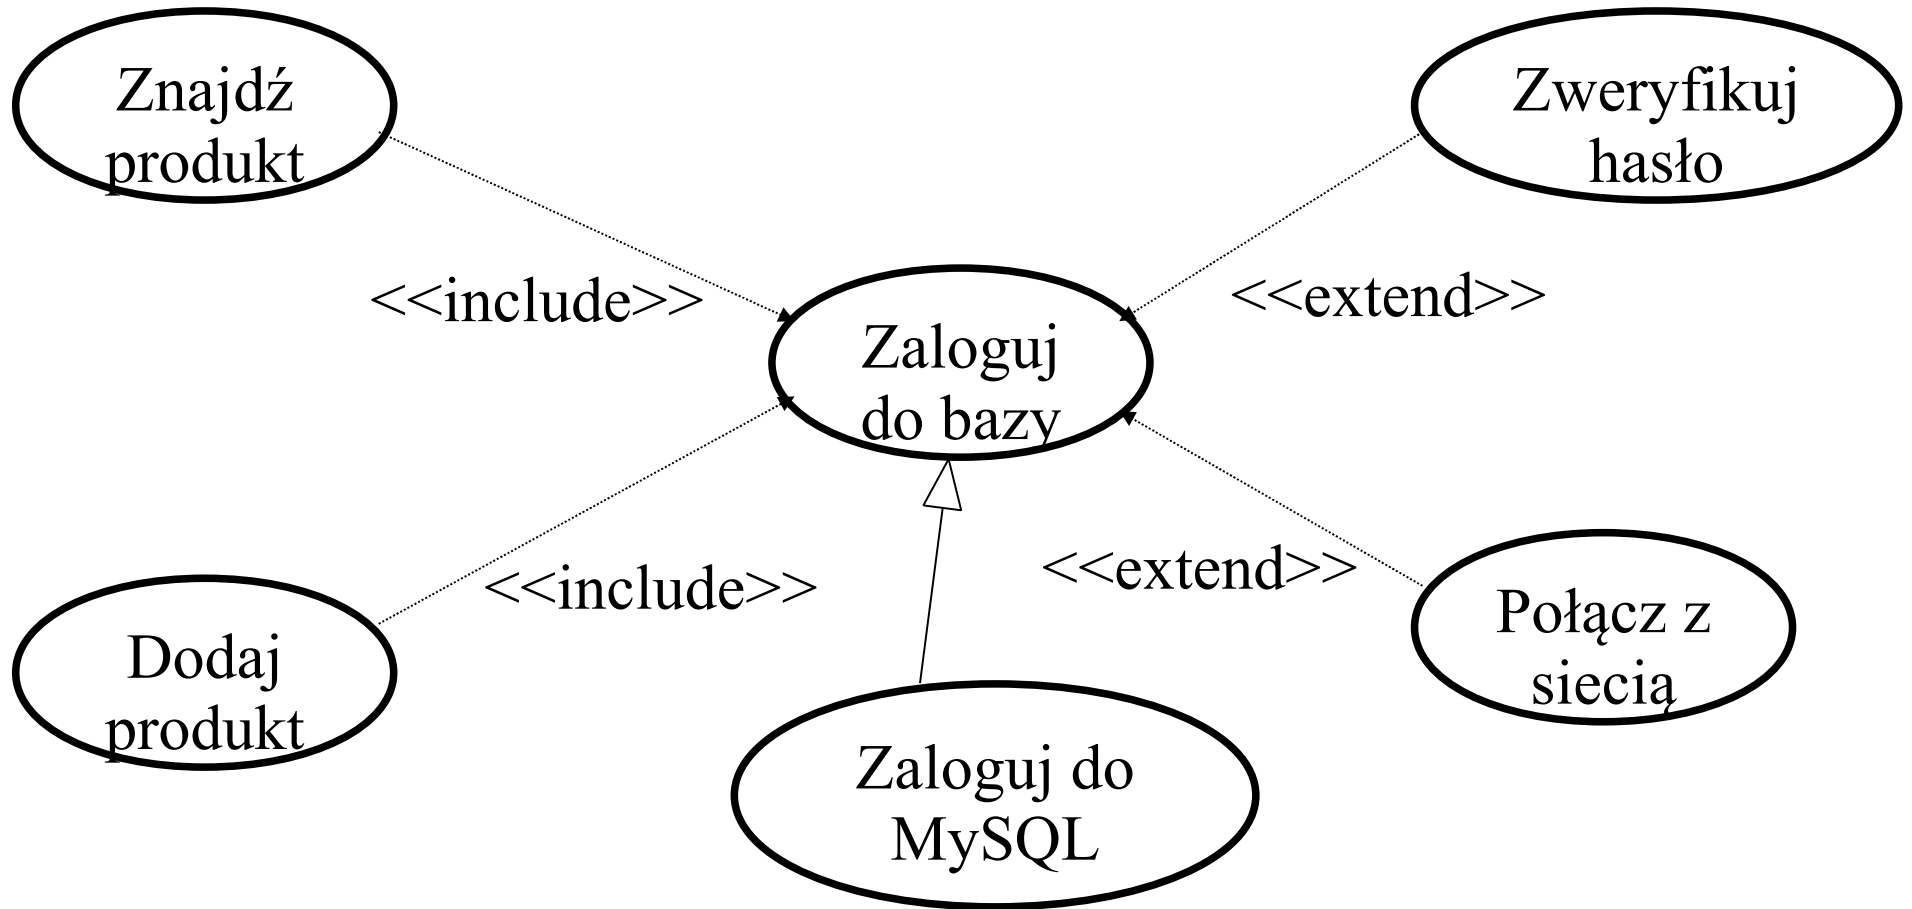 Znajdź
produkt
Zweryfikuj
hasło
<<include>>
<<extend>>
Zaloguj
do bazy
<<include>>
<<extend>>
Dodaj
produkt
Połącz z
siecią
Zaloguj do
MySQL